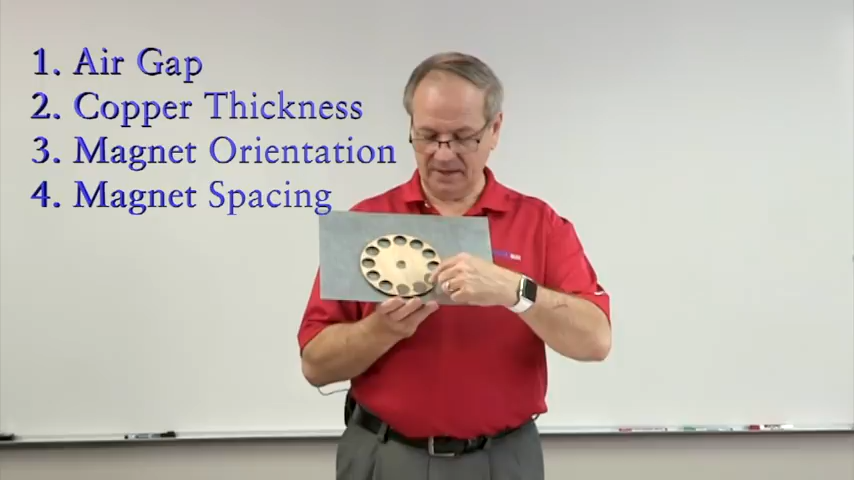 1. Air Gap
2. Copper Thickness
3. Magnet Orientation
4. Magnet Spacing